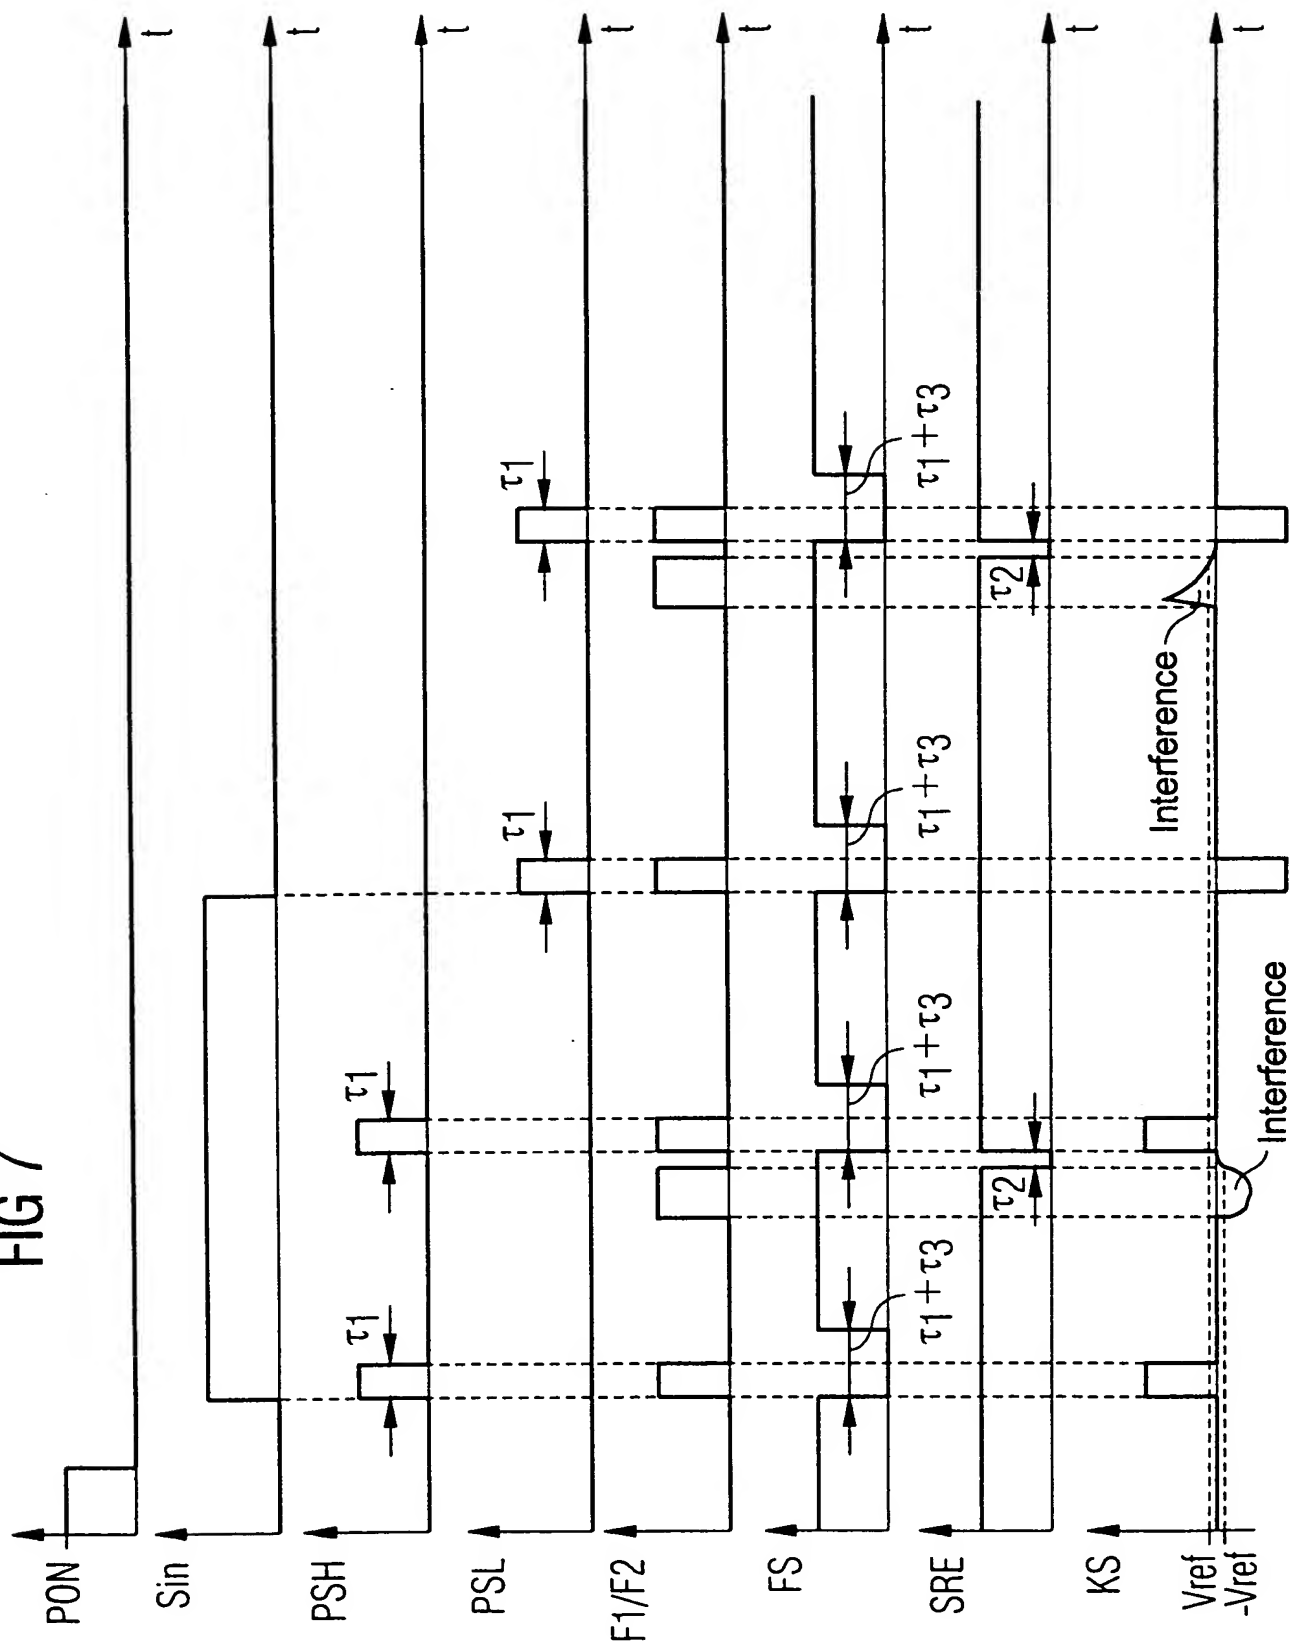 FIG 7
PON
t
Sin
t
PSH
τ1
τ1
t
PSL
τ1
τ1
t
F1/F2
t
FS
τ1+τ3
τ1+τ3
τ1+τ3
τ1+τ3
t
SRE
τ2
τ2
t
KS
Vref
-Vref
Interference
Interference
t